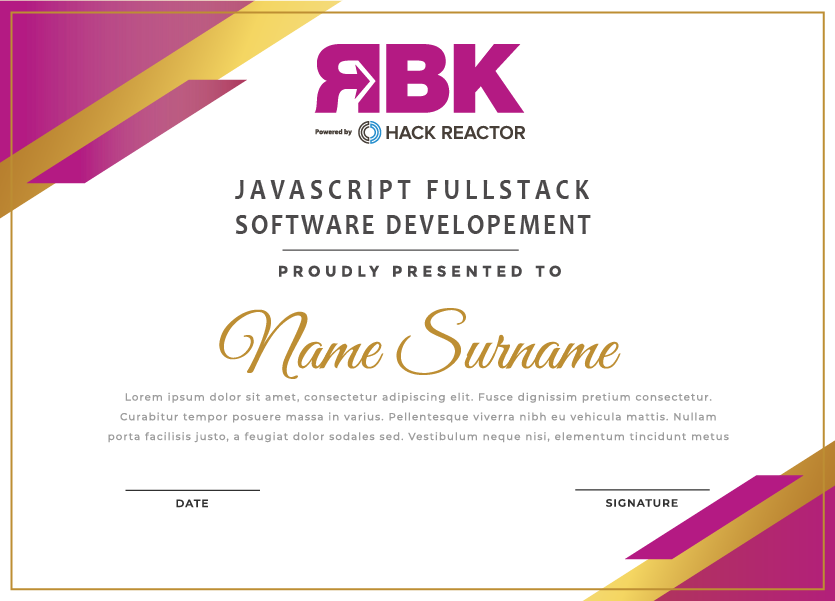 RBK
Powered by HACK REACTOR
JAVASCRIPT FULLSTACK
SOFTWARE DEVELOPEMENT
PROUDLY PRESENTED TO
Name Surname
Lorem ipsum dolor sit amet, consectetur adipiscing elit. Fusce dignissim pretium consectetur.
Curabitur tempor posuere massa in varius. Pellentesque viverra nibh eu vehicula mattis. Nullam
porta facilisis justo, a feugiat dolor sodales sed. Vestibulum neque nisi, elementum tincidunt metus
DATE
SIGNATURE